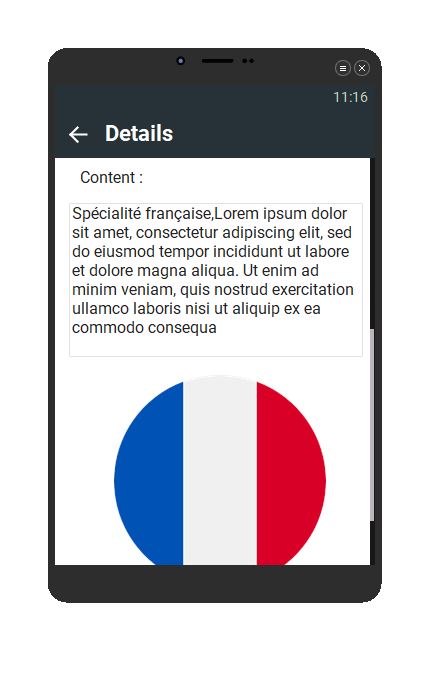 11:16
Details
Content :
Spécialité française,Lorem ipsum dolor
sit amet, consectetur adipiscing elit, sed
do eiusmod tempor incididunt ut labore
et dolore magna aliqua. Ut enim ad
minim veniam, quis nostrud exercitation
ullamco laboris nisi ut aliquip ex ea
commodo consequa